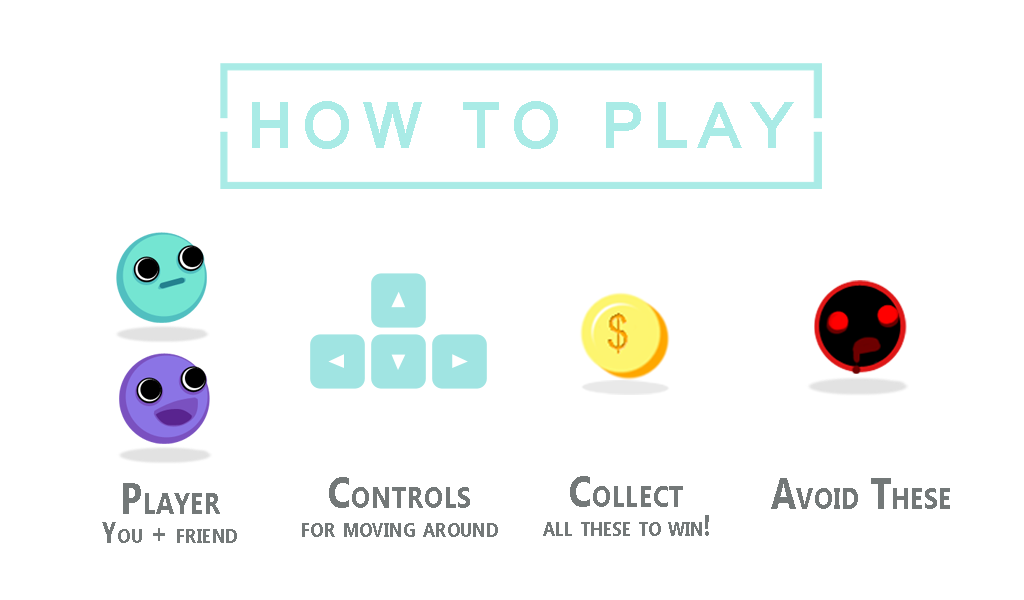 HOW TO PLAY
Player
You + friend
Controls
for moving around
$
Collect
all these to win!
Avoid These